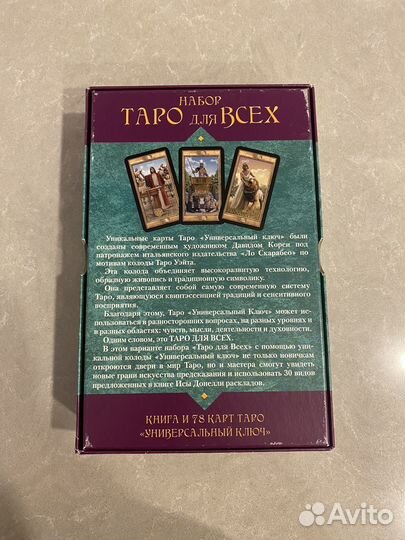 НАБОР
ТАРО для ВСЕХ
Уникальные карты Таро «Универсальный ключ» были
созданы современным художником Давидом Корси под
патронажем итальянского издательства «Ло Скарабео» по
мотивам колоды Таро Уэйта.
Эта колода объединяет высокоразвитую технологию,
образную живопись и традиционную символику.
Она представляет собой самую современную систему
Таро, являющуюся квинтэссенцией традиций и сенситивного
восприятия.
Благодаря этому, Таро «Универсальный Ключ» может ис-
пользоваться в разносторонних вопросах, на разных уровнях и
в разных областях: чувств, мысли, деятельности и духовности.
Одним словом, это ТАРО ДЛЯ ВСЕХ.
В этом варианте набора «Таро для Всех» с помощью уни-
кальной колоды «Универсальный ключ» не только новичкам
откроются двери в мир Таро, но и мастера смогут увидеть
новые грани искусства предсказания и использовать 30 видов
предложенных в книге Исы Донелли раскладов.
КНИГА И 78 КАРТ ТАРО
«УНИВЕРСАЛЬНЫЙ КЛЮЧ»
Avito